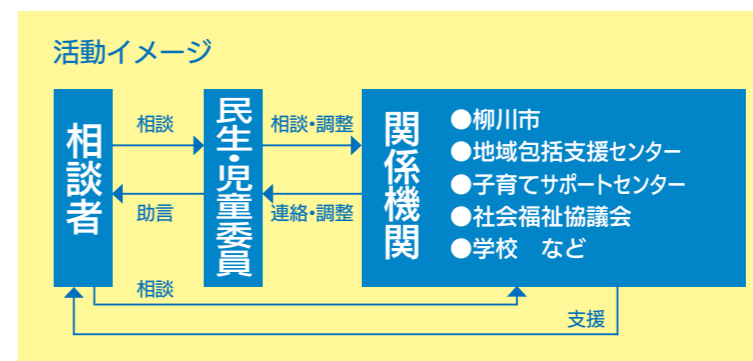 活動イメージ
相談者
相談
助言
民生・児童委員
相談・調整
連絡・調整
関係機関
●柳川市
●地域包括支援センター
●子育てサポートセンター
●社会福祉協議会
●学校　など
相談
支援